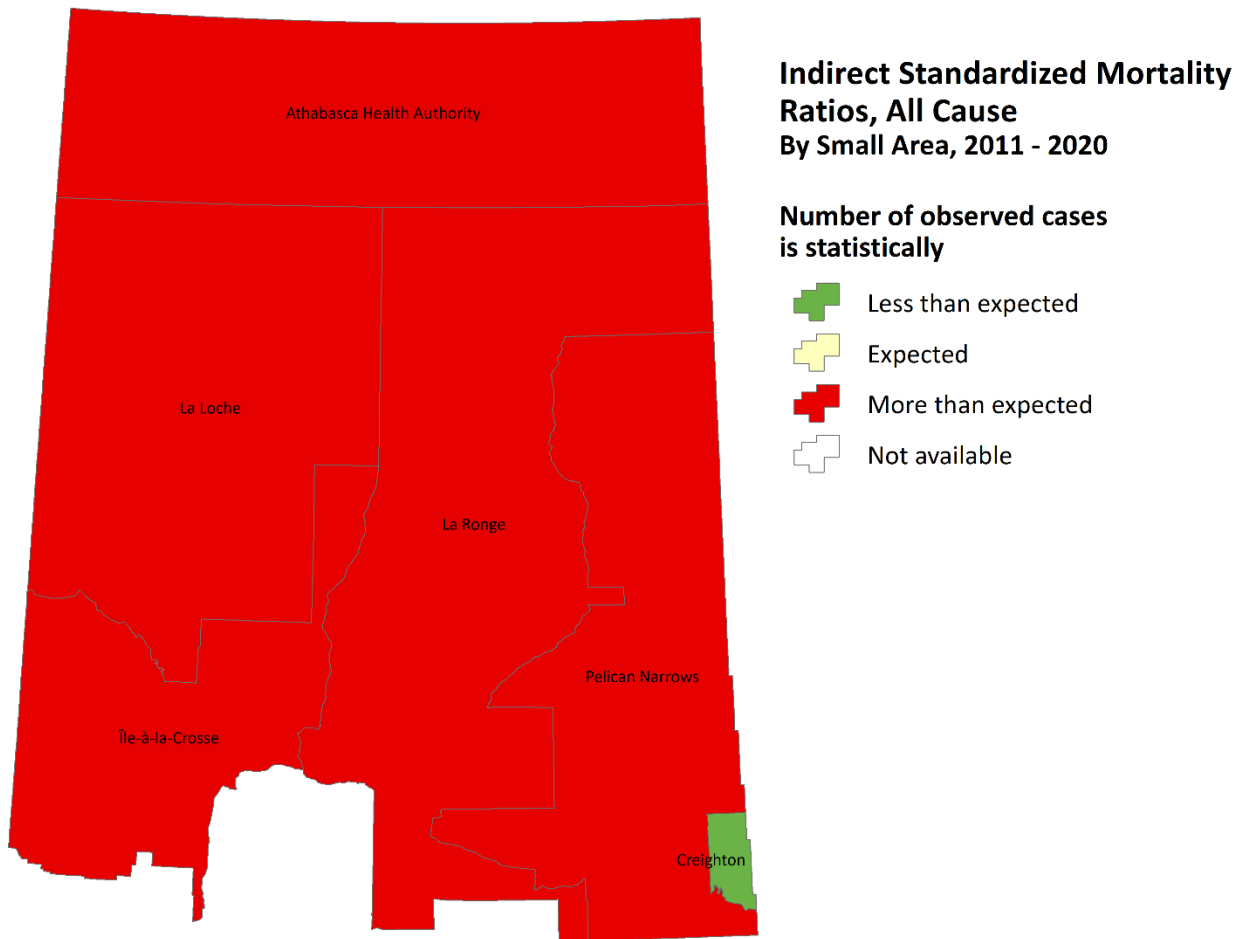 Indirect Standardized Mortality
Ratios, All Cause
By Small Area, 2011 - 2020
Number of observed cases
is statistically
Less than expected
Expected
More than expected
Not available
Athabasca Health Authority
La Loche
La Ronge
Pelican Narrows
Île-à-la-Crosse
Creighton